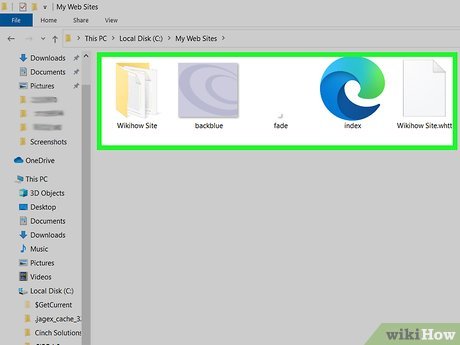 My Web Sites
File Home Share View
This PC Local Disk (C:) My Web Sites
Downloads
Documents
Pictures
Screenshots
OneDrive
This PC
3D Objects
Desktop
Documents
Downloads
Music
Pictures
Videos
Local Disk (C:)
$GetCurrent
.jagex_cache_32
Cinch Solutions
Wikihow Site backblue fade index Wikihow Site.whtt
wikiHow